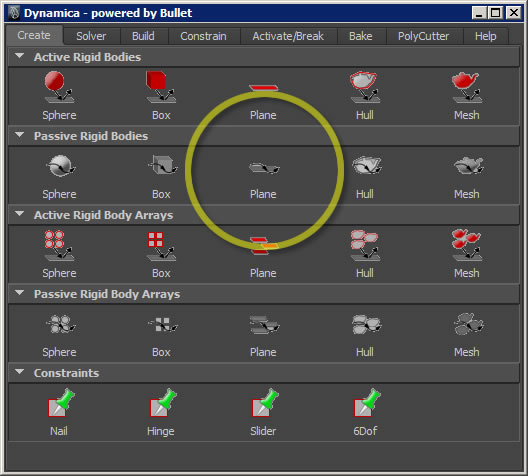 Dynamica - powered by Bullet
Create Solver Build Constrain Activate/Break Bake PolyCutter Help
Active Rigid Bodies
Sphere Box Plane Hull Mesh
Passive Rigid Bodies
Sphere Box Plane Hull Mesh
Active Rigid Body Arrays
Sphere Box Plane Hull Mesh
Passive Rigid Body Arrays
Sphere Box Plane Hull Mesh
Constraints
Nail Hinge Slider 6Dof